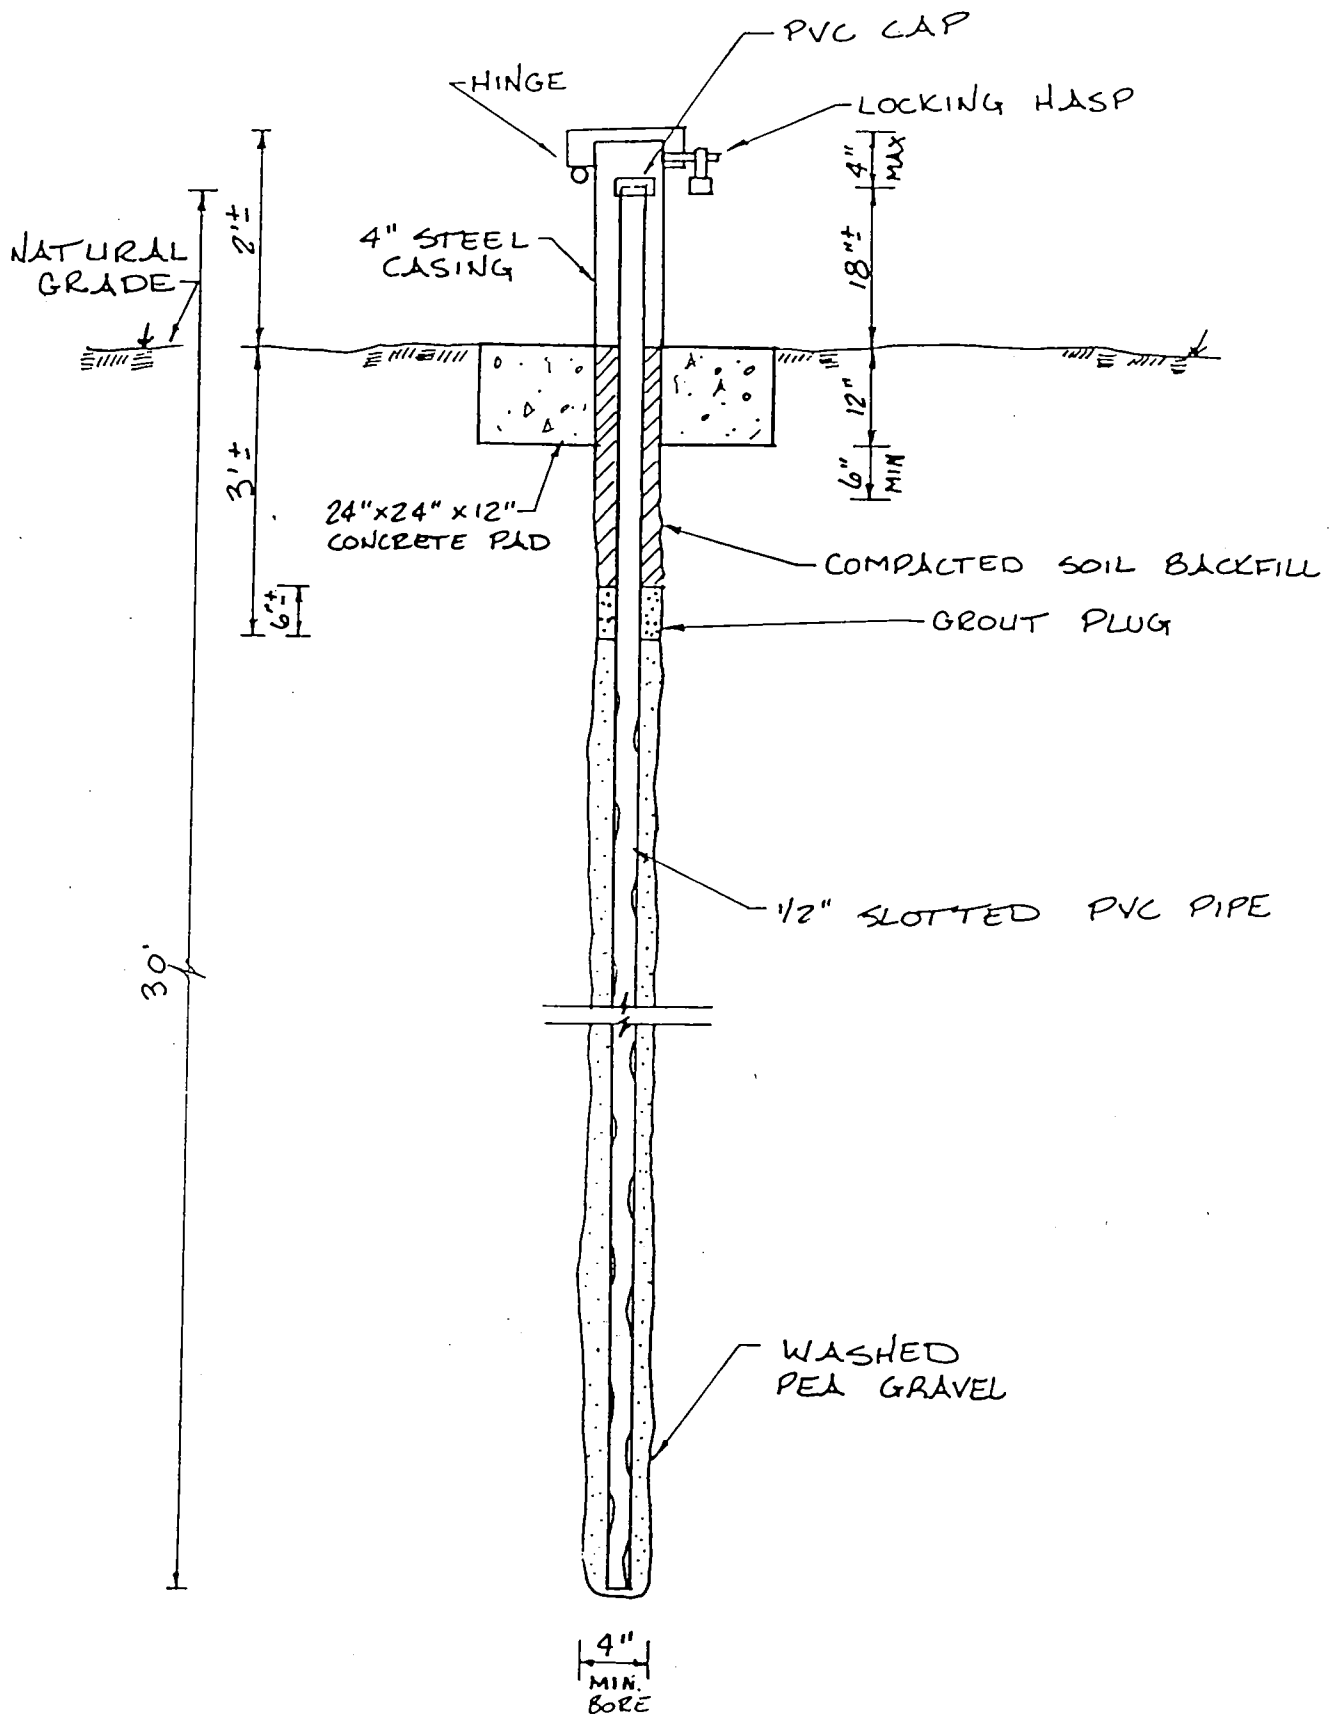 PVC CAP
HINGE
LOCKING HASP
4" MAX
2'±
18"±
NATURAL
GRADE
4" STEEL
CASING
12"
3'±
6" MIN
24"x24"x12"
CONCRETE PAD
COMPACTED SOIL BACKFILL
6"±
GROUT PLUG
1/2" SLOTTED PVC PIPE
30'
WASHED
PEA GRAVEL
4"
MIN.
BORE